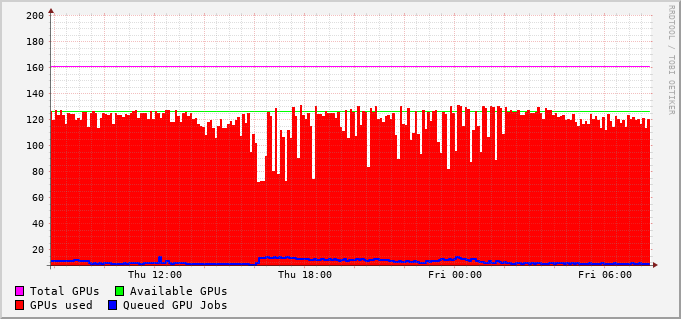 200
180
160
140
120
100
80
60
40
20
Thu 12:00 Thu 18:00 Fri 00:00 Fri 06:00
Total GPUs Available GPUs
GPUs used Queued GPU Jobs
RRDTOOL / TOBI OETIKER